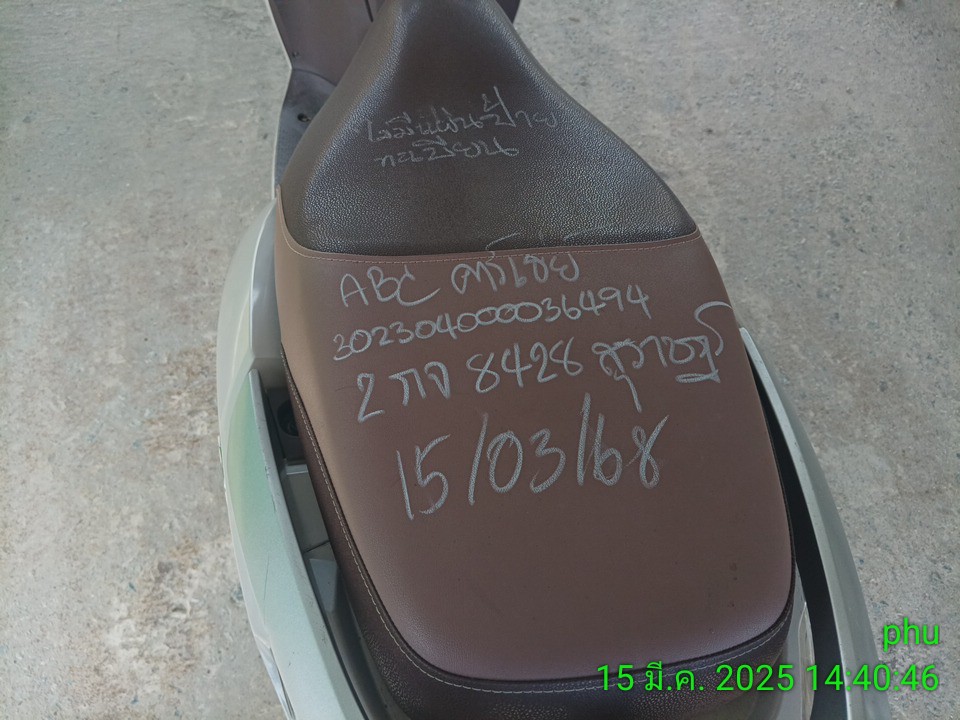 ไม่มีแผ่นป้าย
ทะเบียน
ABC ศรีเชีย
302304000036494
2 กจ 8428 สุราษฎร์
15/03/68
phu
15 มี.ค. 2025 14:40:46